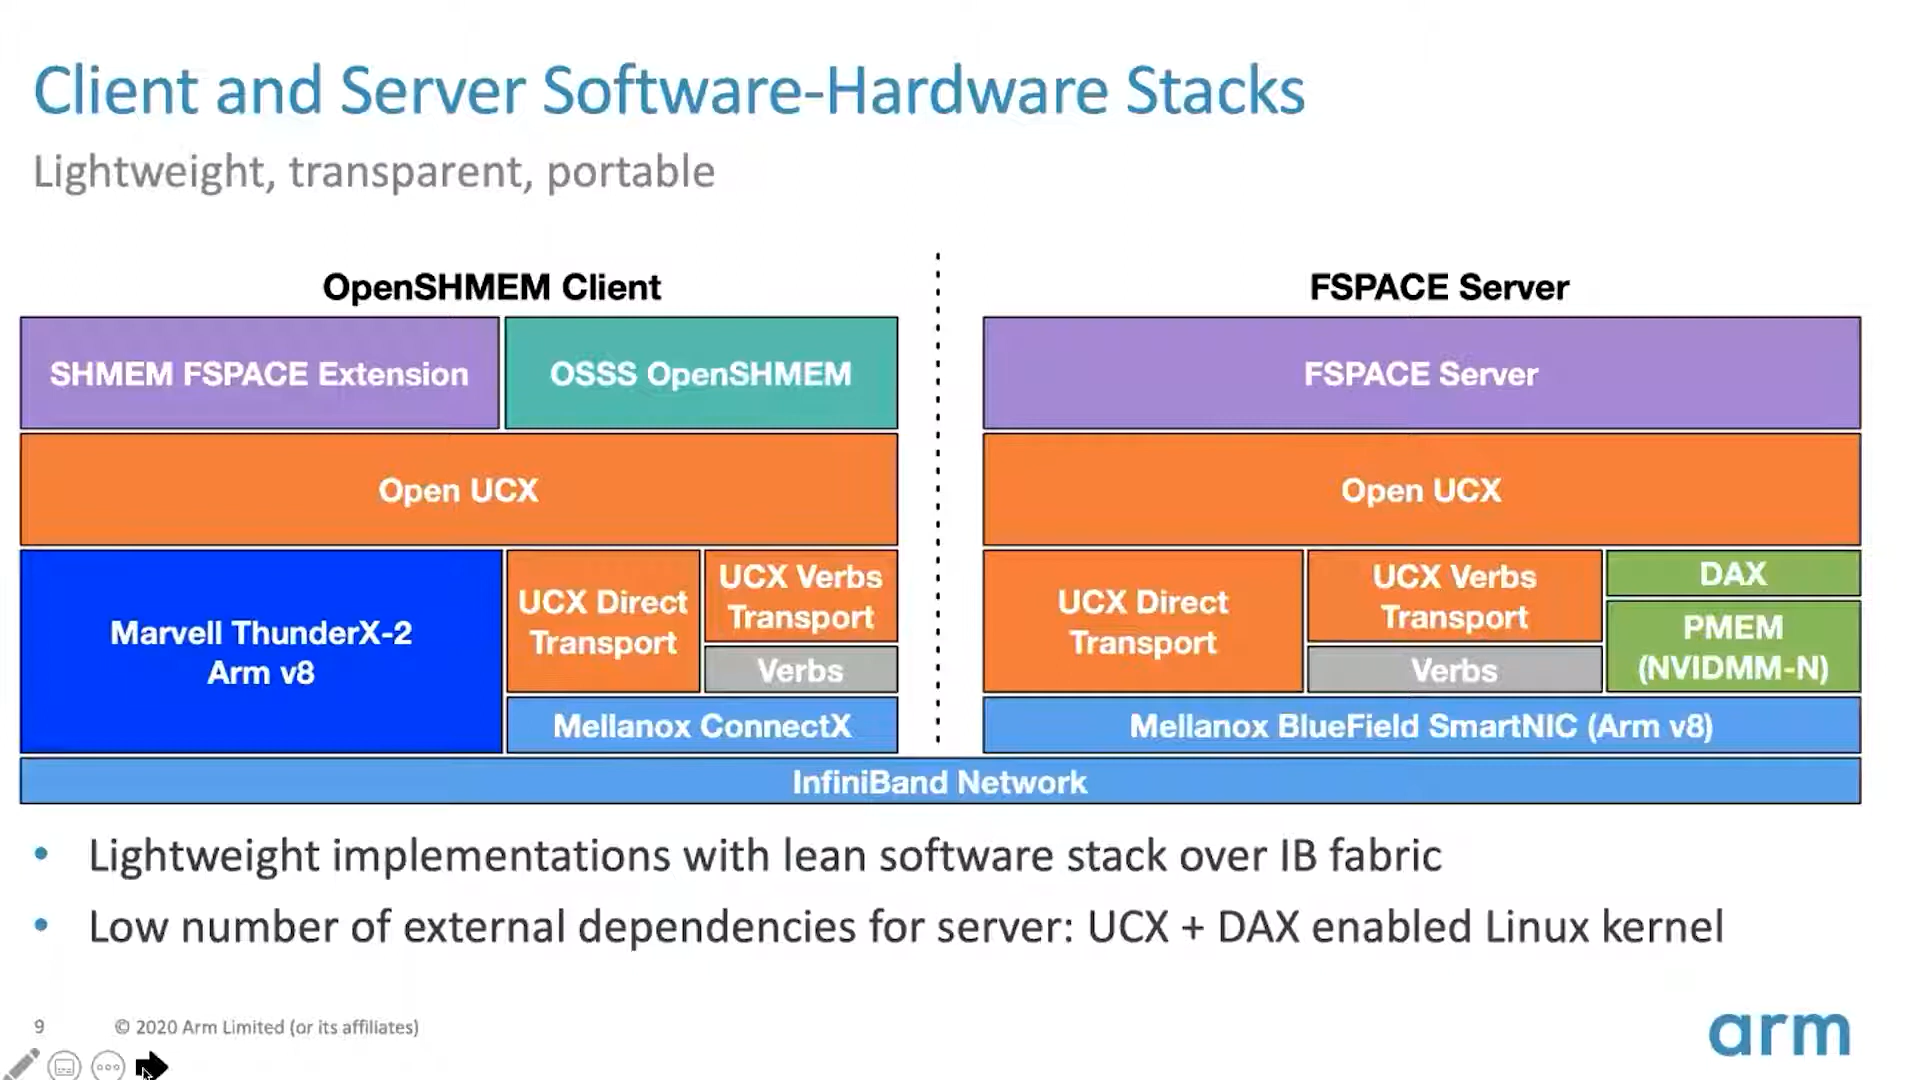 Client and Server Software-Hardware Stacks
Lightweight, transparent, portable
OpenSHMEM Client
SHMEM FSPACE Extension
OSSS OpenSHMEM
Open UCX
Marvell ThunderX-2
Arm v8
UCX Direct
Transport
UCX Verbs
Transport
Verbs
Mellanox ConnectX
FSPACE Server
FSPACE Server
Open UCX
UCX Direct
Transport
UCX Verbs
Transport
Verbs
DAX
PMEM
(NVIDMM-N)
Mellanox BlueField SmartNIC (Arm v8)
InfiniBand Network
• Lightweight implementations with lean software stack over IB fabric
• Low number of external dependencies for server: UCX + DAX enabled Linux kernel
9
© 2020 Arm Limited (or its affiliates)
arm